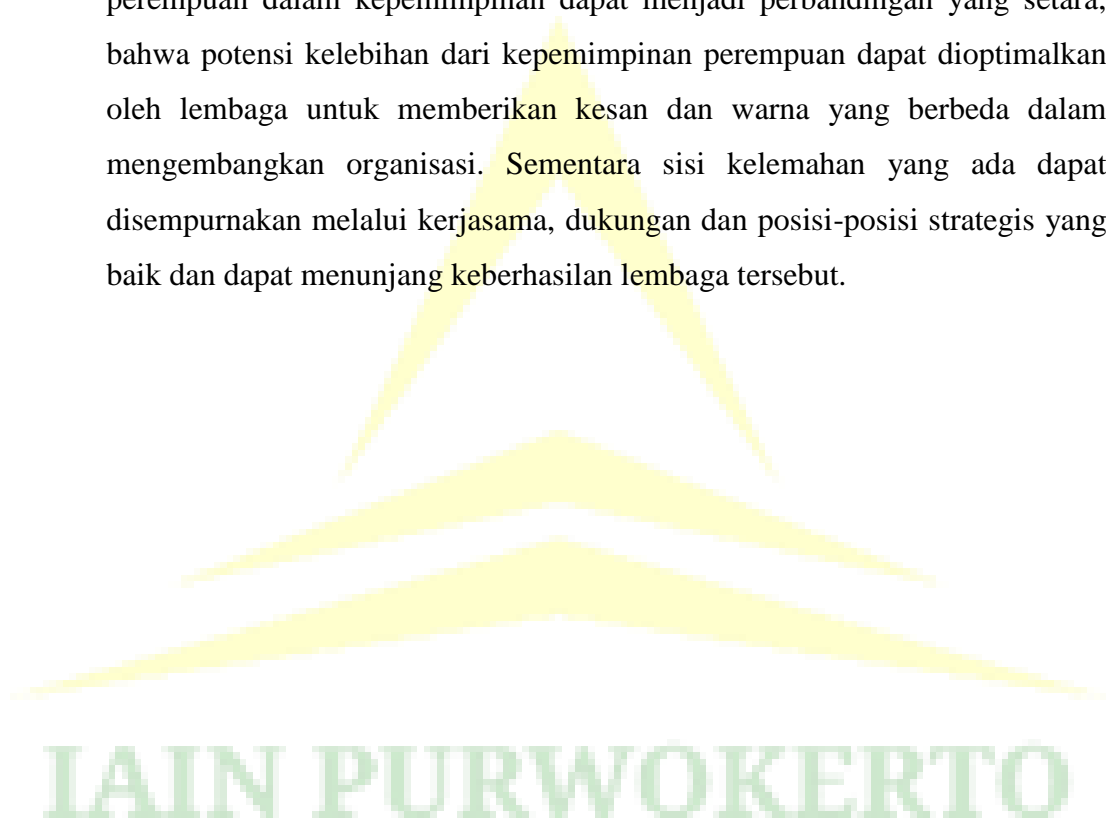 perempuan dalam kepemimpinan dapat menjadi perbandingan yang setara,
bahwa potensi kelebihan dari kepemimpinan perempuan dapat dioptimalkan
oleh lembaga untuk memberikan kesan dan warna yang berbeda dalam
mengembangkan organisasi. Sementara sisi kelemahan yang ada dapat
disempurnakan melalui kerjasama, dukungan dan posisi-posisi strategis yang
baik dan dapat menunjang keberhasilan lembaga tersebut.
IAIN PURWOKERTO